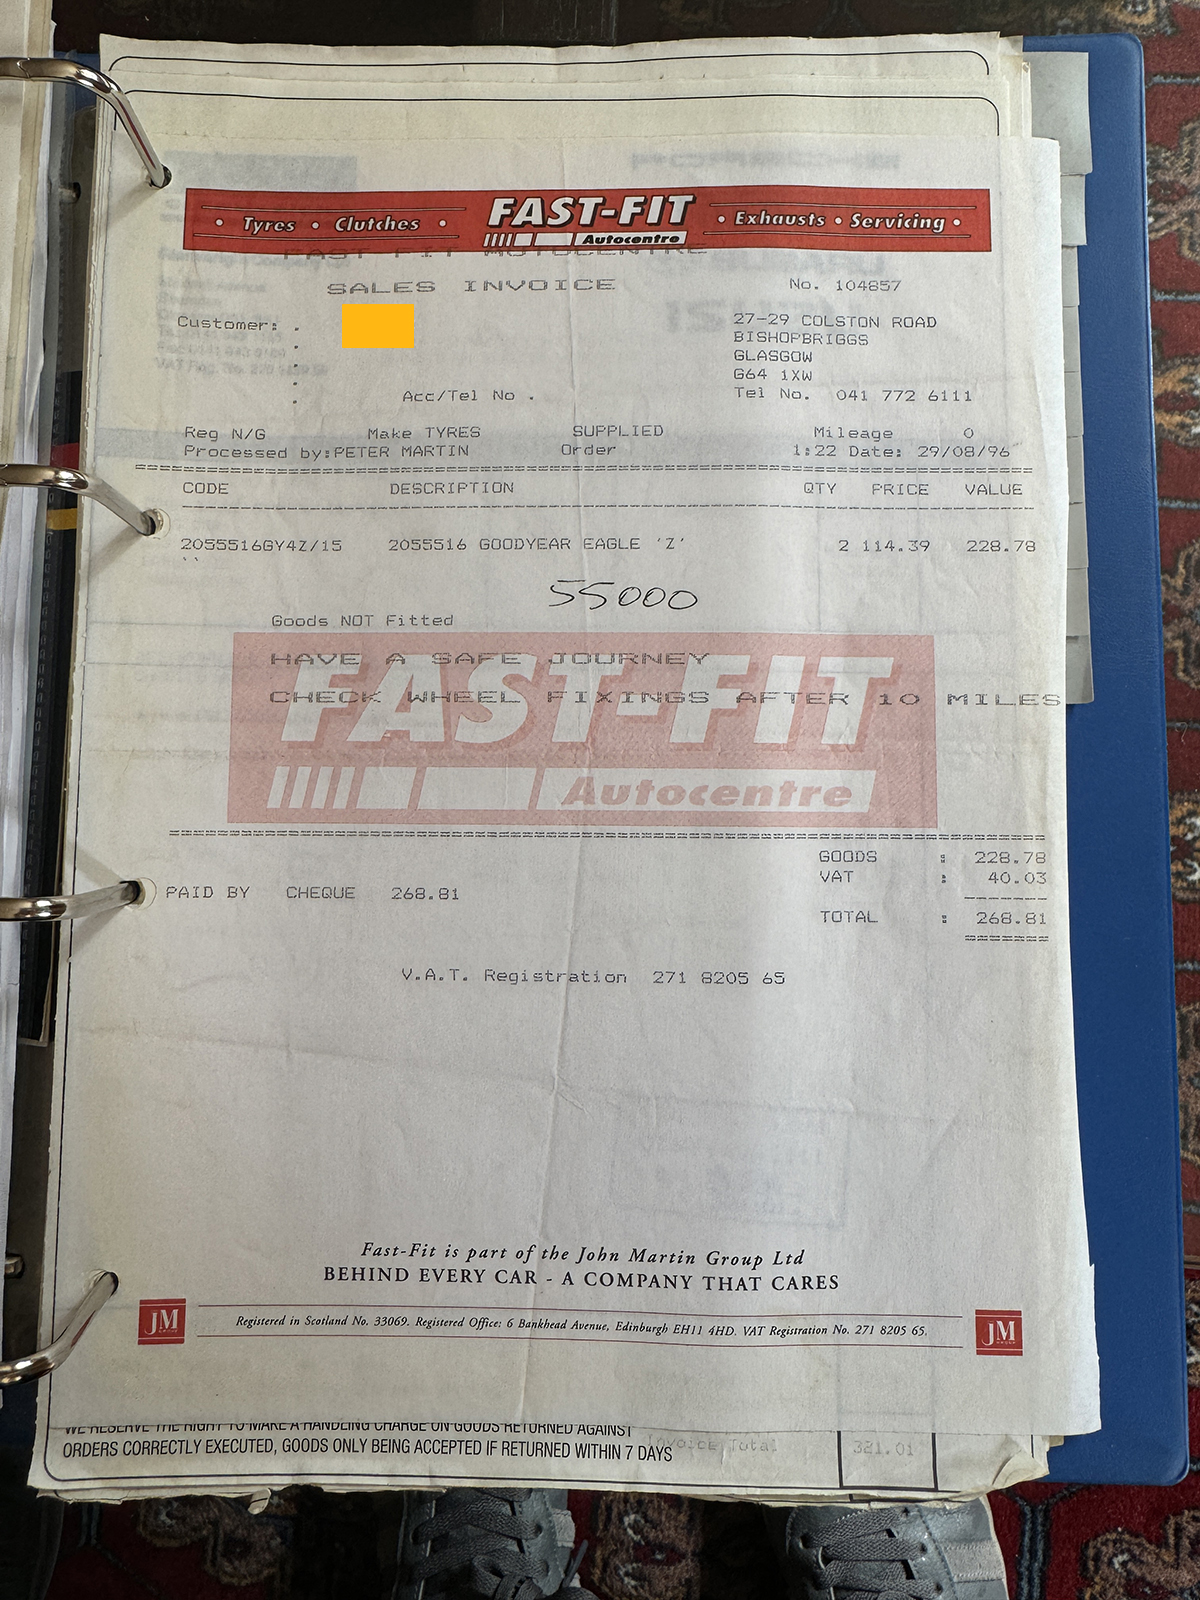 • Tyres • Clutches • FAST-FIT • Exhausts • Servicing •
Autocentre
FAST FIT AUTOCENTRE
SALES INVOICE No. 104857
Customer: . 27-29 COLSTON ROAD
BISHOPBRIGGS
GLASGOW
G64 1XW
Acc/Tel No . Tel No. 041 772 6111
Reg N/G Make TYRES SUPPLIED Mileage 0
Processed by:PETER MARTIN Order 1:22 Date: 29/08/96
CODE DESCRIPTION QTY PRICE VALUE
2055516GY4Z/15 2055516 GOODYEAR EAGLE 'Z' 2 114.39 228.78
55000
Goods NOT Fitted
HAVE A SAFE JOURNEY
CHECK WHEEL FIXINGS AFTER 10 MILES
FAST-FIT
Autocentre
GOODS : 228.78
VAT : 40.03
PAID BY CHEQUE 268.81
TOTAL : 268.81
V.A.T. Registration 271 8205 65
Fast-Fit is part of the John Martin Group Ltd
BEHIND EVERY CAR - A COMPANY THAT CARES
JM Registered in Scotland No. 33069. Registered Office: 6 Bankhead Avenue, Edinburgh EH11 4HD. VAT Registration No. 271 8205 65. JM
WE RESERVE THE RIGHT TO MAKE A HANDLING CHARGE ON GOODS RETURNED AGAINST
ORDERS CORRECTLY EXECUTED, GOODS ONLY BEING ACCEPTED IF RETURNED WITHIN 7 DAYS
Invoice Total 321.01